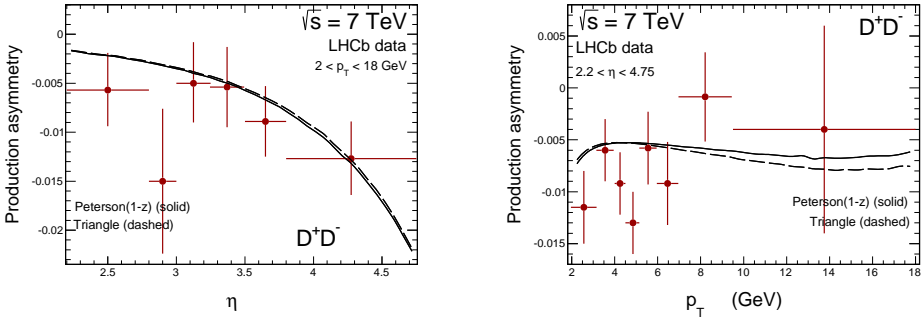 √s = 7 TeV
LHCb data
2 < p_T < 18 GeV
Production asymmetry
0
-0.005
-0.01
-0.015
-0.02
Peterson(1-z) (solid)
Triangle (dashed)
D⁺D⁻
2.5 3 3.5 4 4.5
η
√s = 7 TeV
D⁺D⁻
LHCb data
2.2 < η < 4.75
Production asymmetry
0.005
0
-0.005
-0.01
-0.015
Peterson(1-z) (solid)
Triangle (dashed)
2 4 6 8 10 12 14 16 18
p_T (GeV)